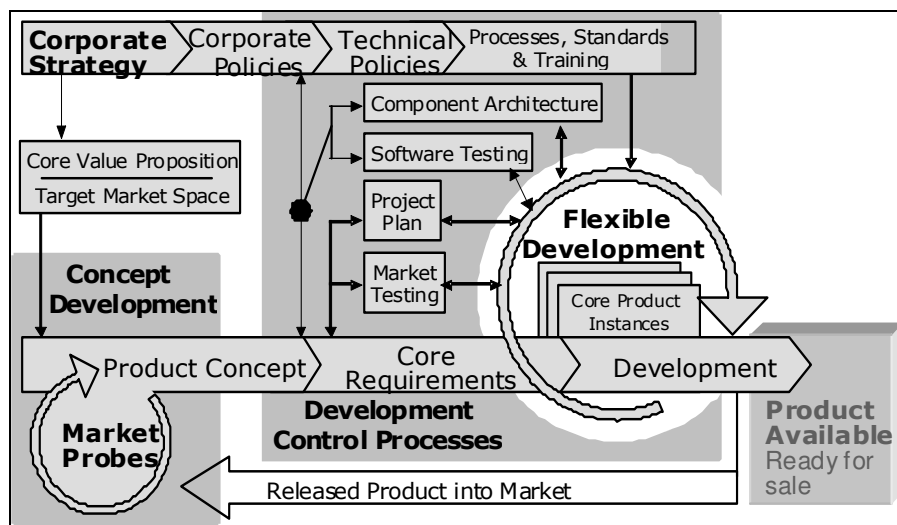 Corporate
Strategy
Corporate
Policies
Technical
Policies
Processes, Standards
& Training
Component Architecture
Software Testing
Core Value Proposition
Target Market Space
Project
Plan
Market
Testing
Flexible
Development
Core Product
Instances
Concept
Development
Product Concept
Core
Requirements
Development
Development
Control Processes
Market
Probes
Product
Available
Ready for
sale
Released Product into Market